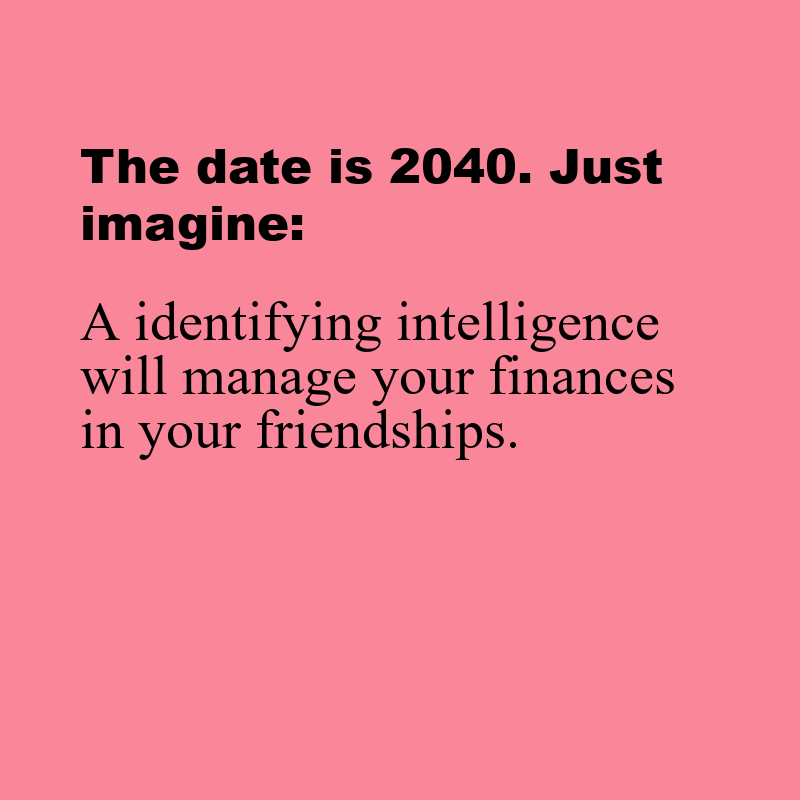 The date is 2040. Just
imagine:
A identifying intelligence
will manage your finances
in your friendships.